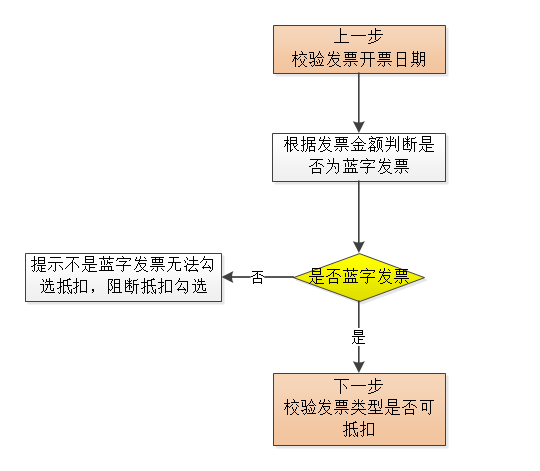 上一步
校验发票开票日期
根据发票金额判断是
否为蓝字发票
是否蓝字发票
否
提示不是蓝字发票无法勾
选抵扣，阻断抵扣勾选
是
下一步
校验发票类型是否可
抵扣